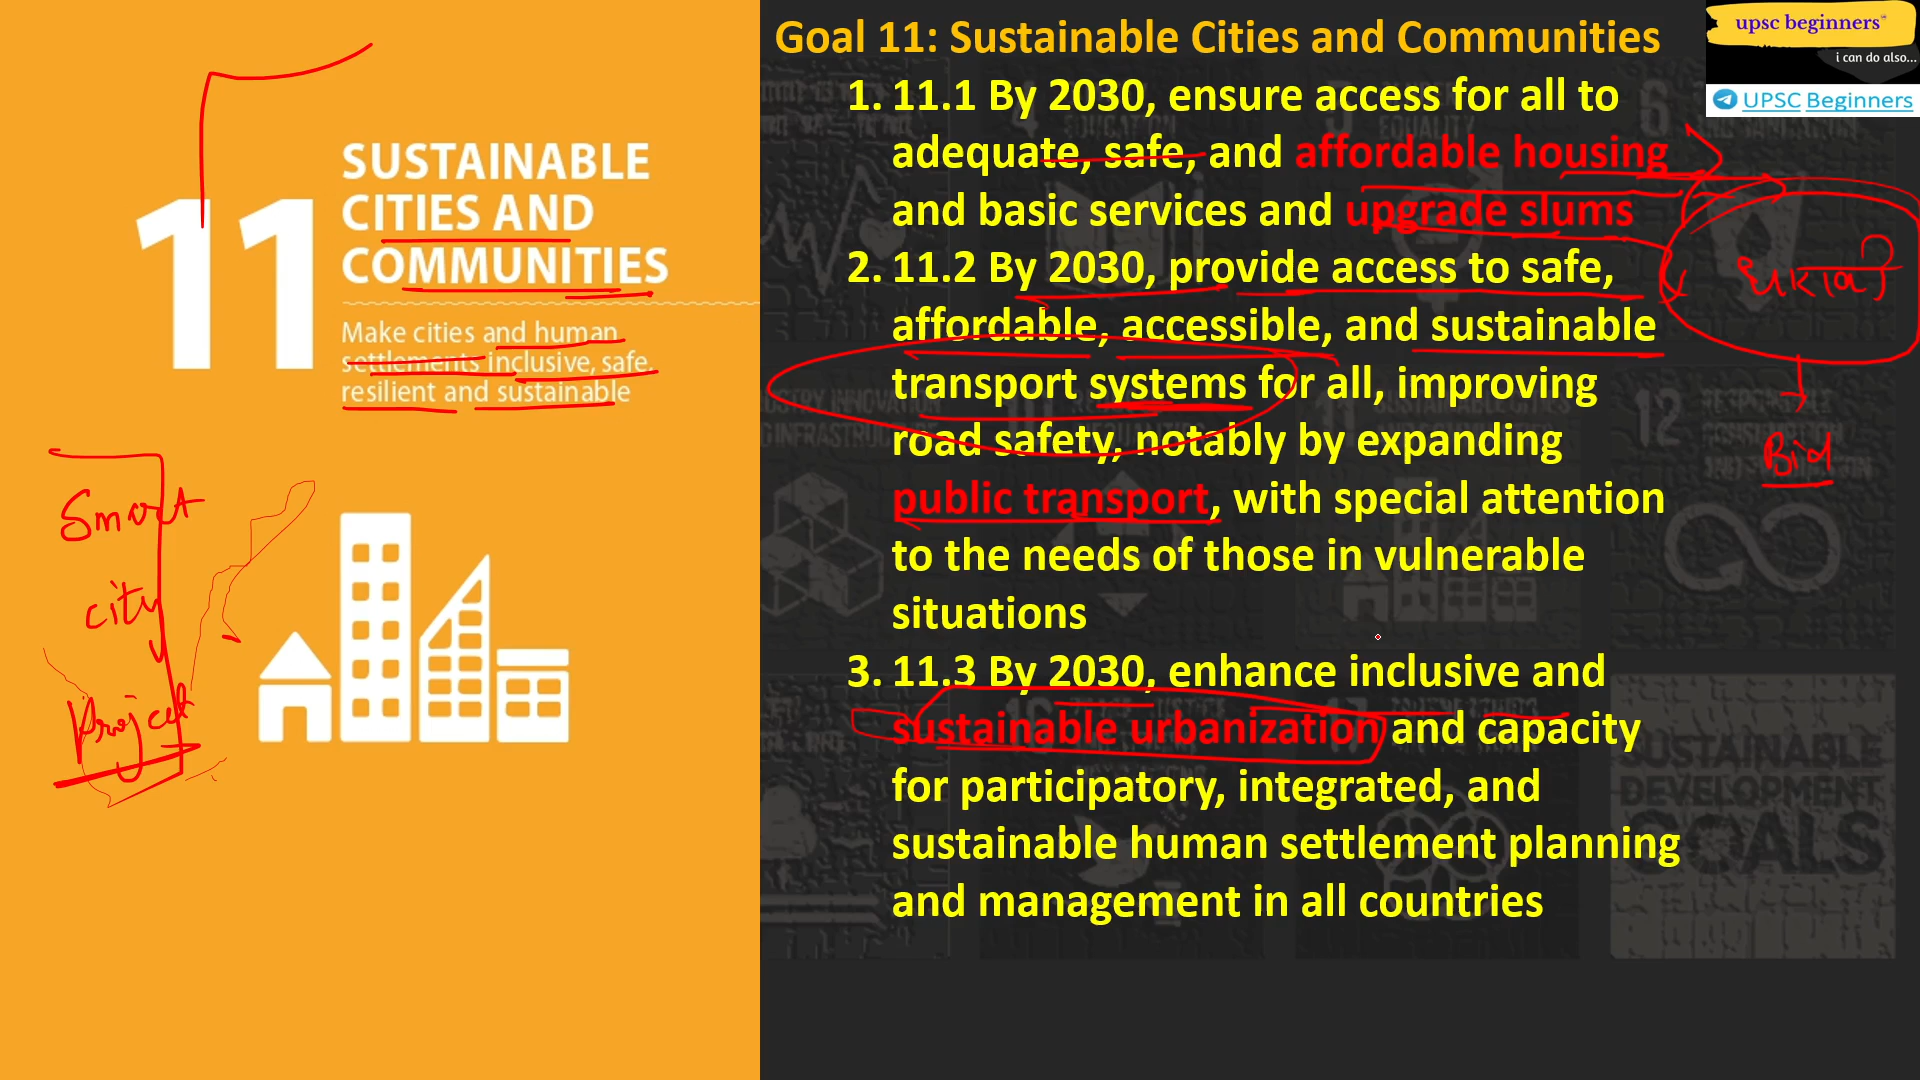 Goal 11: Sustainable Cities and Communities
1. 11.1 By 2030, ensure access for all to
adequate, safe, and affordable housing
and basic services and upgrade slums
2. 11.2 By 2030, provide access to safe,
affordable, accessible, and sustainable
transport systems for all, improving
road safety, notably by expanding
public transport, with special attention
to the needs of those in vulnerable
situations
3. 11.3 By 2030, enhance inclusive and
sustainable urbanization and capacity
for participatory, integrated, and
sustainable human settlement planning
and management in all countries
11
SUSTAINABLE
CITIES AND
COMMUNITIES
Make cities and human
settlements inclusive, safe,
resilient and sustainable
Smart
city
Project
upsc beginners
i can do also...
UPSC Beginners
Bid
12
SUSTAINABLE
DEVELOPMENT
GOALS